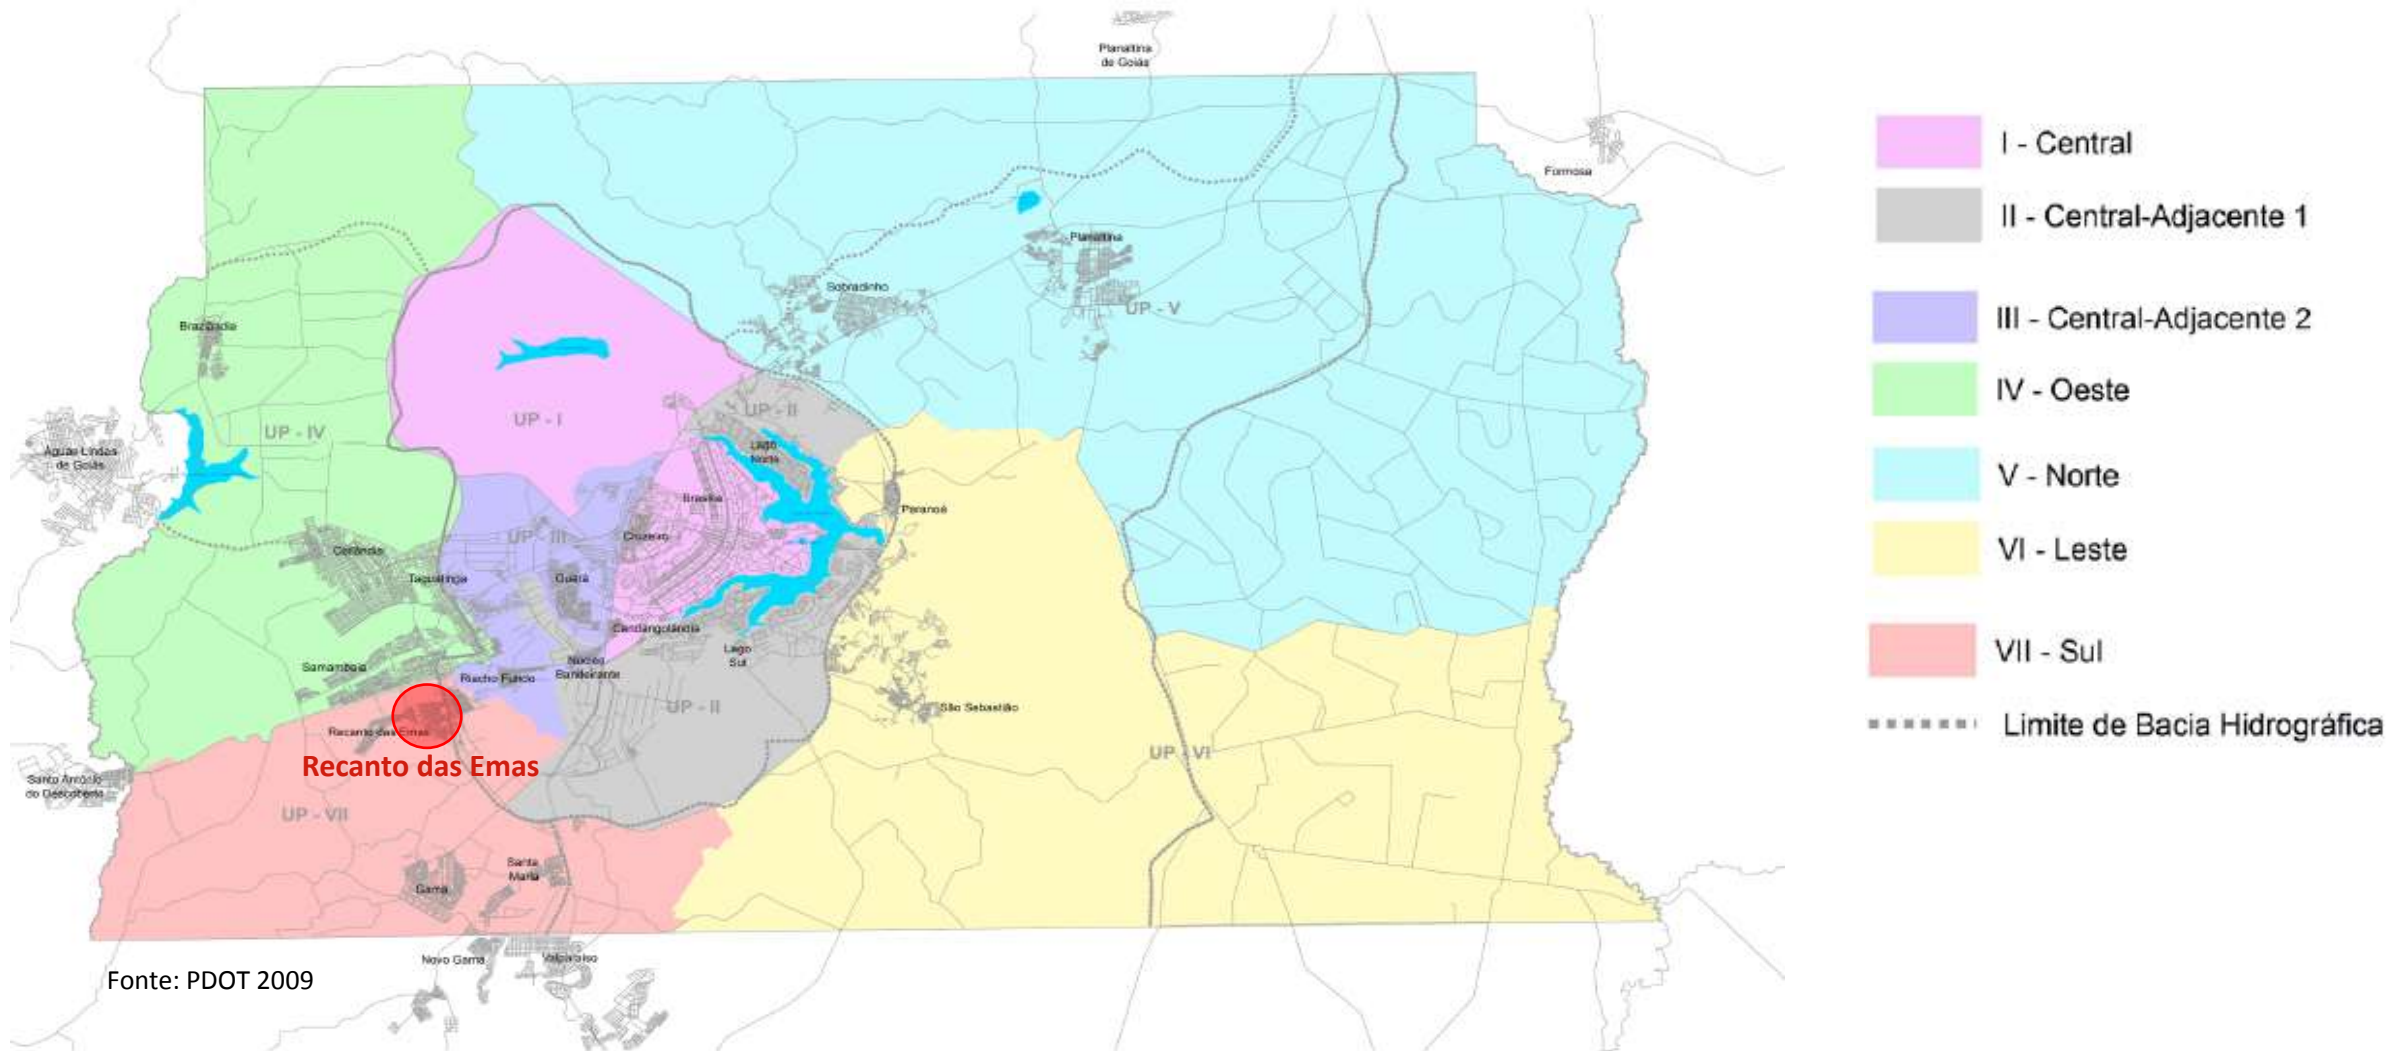 Planaltina
de Goiás
Formosa
I - Central
II - Central-Adjacente 1
III - Central-Adjacente 2
IV - Oeste
V - Norte
VI - Leste
VII - Sul
Limite de Bacia Hidrográfica
Planaltina
UP - V
Sobradinho
Brazlândia
UP - I
UP - II
UP - IV
Águas Lindas
de Goiás
Lago
Norte
Brasília
Paranoá
Cruzeiro
UP - III
Ceilândia
Taguatinga
Guará
Candangolândia
Lago
Sul
Samambaia
Riacho Fundo
Núcleo
Bandeirante
UP - II
São Sebastião
Recanto das Emas
Recanto das Emas
UP - VI
Santo Antônio
do Descoberto
UP - VII
Santa
Maria
Gama
Novo Gama
Valparaíso
Fonte: PDOT 2009